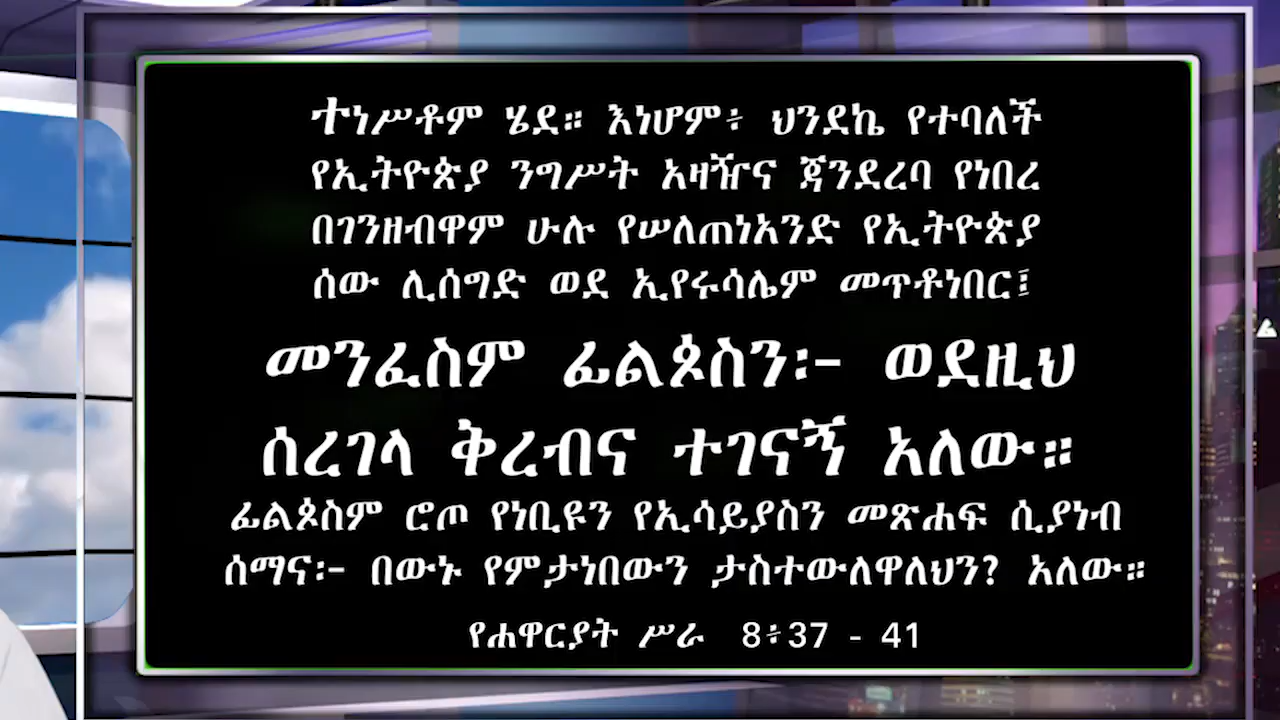 ተነሥቶም ሄደ። እነሆም፥ ህንደኬ የተባለች
የኢትዮጵያ ንግሥት አዛዥና ጃንደረባ የነበረ
በገንዘብዋም ሁሉ የሠለጠነአንድ የኢትዮጵያ
ሰው ሊሰግድ ወደ ኢየሩሳሌም መጥቶነበር፤
መንፈስም ፊልጶስን፡- ወደዚህ
ሰረገላ ቅረብና ተገናኝ አለው።
ፊልጶስም ሮጦ የነቢዩን የኢሳይያስን መጽሐፍ ሲያነብ
ሰማና፡- በውኑ የምታነበውን ታስተውለዋለህን? አለው።
የሐዋርያት ሥራ 8፥37 - 41